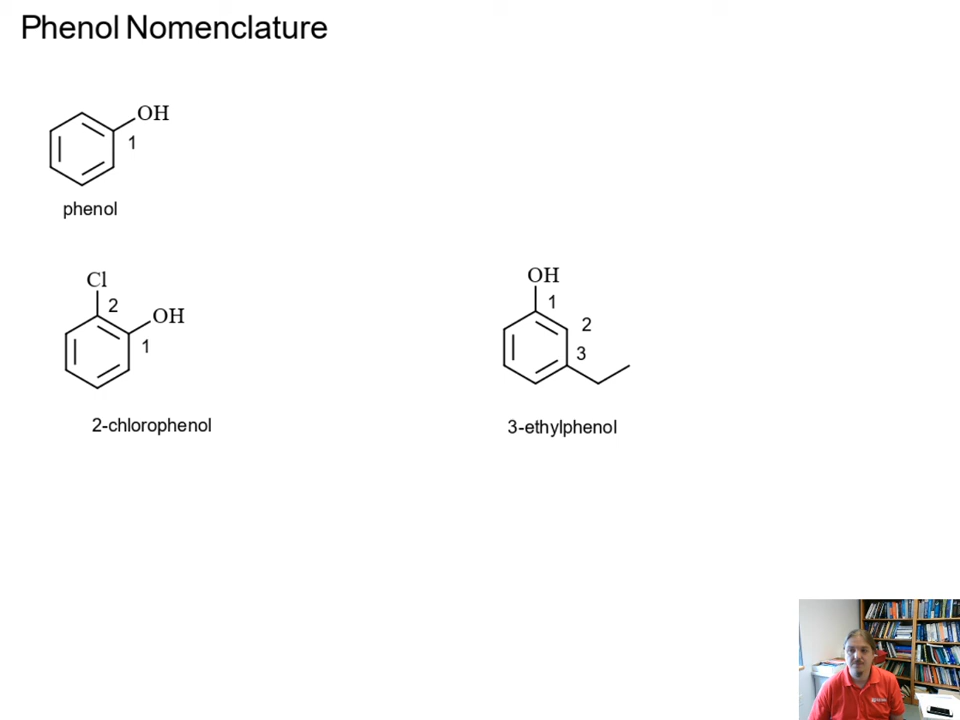 Phenol Nomenclature
OH
1
phenol
Cl
2
OH
1
2-chlorophenol
OH
1
2
3
3-ethylphenol